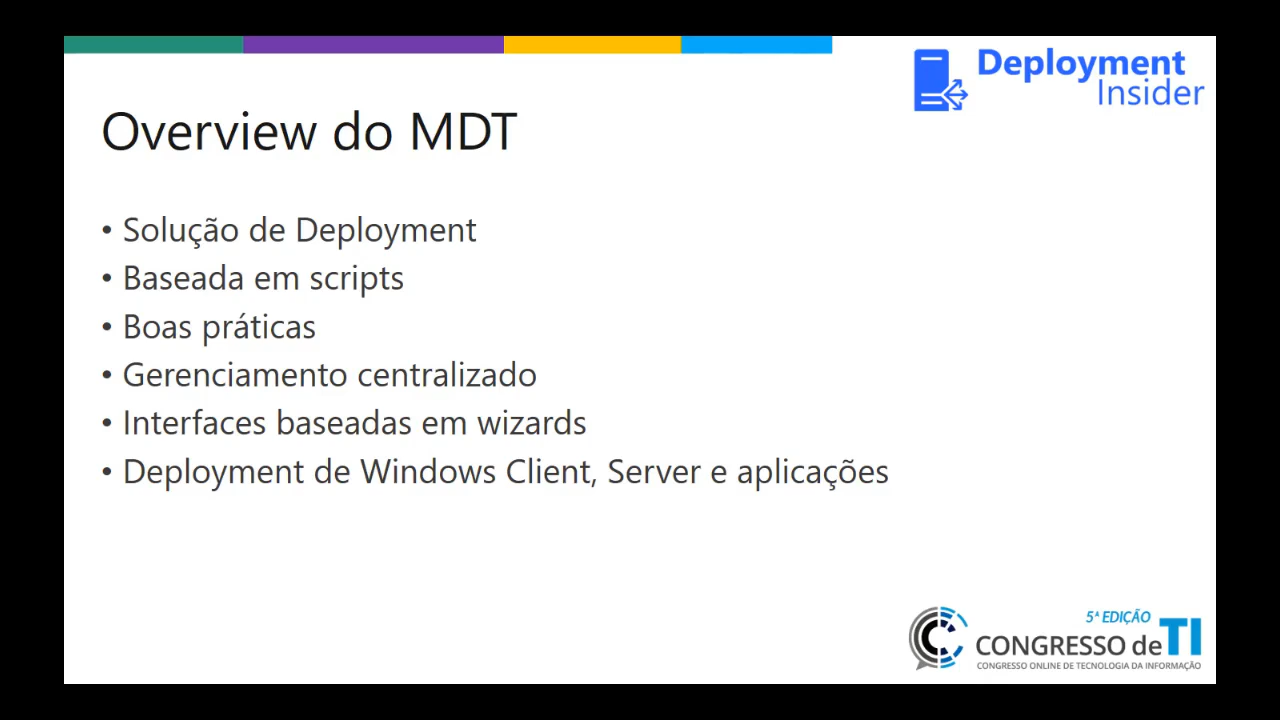 Deployment
Insider
Overview do MDT
• Solução de Deployment
• Baseada em scripts
• Boas práticas
• Gerenciamento centralizado
• Interfaces baseadas em wizards
• Deployment de Windows Client, Server e aplicações
5ª EDIÇÃO
CONGRESSO de TI
CONGRESSO ONLINE DE TECNOLOGIA DA INFORMAÇÃO